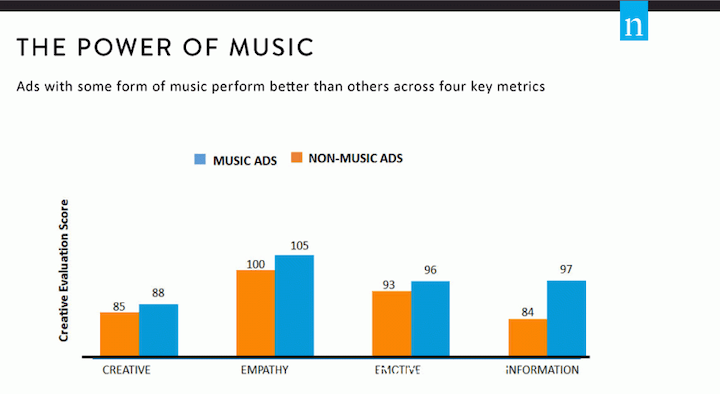 n
THE POWER OF MUSIC
Ads with some form of music perform better than others across four key metrics
MUSIC ADS NON-MUSIC ADS
Creative Evaluation Score
85 88 100 105 93 96 84 97
CREATIVE EMPATHY EMOTIVE INFORMATION